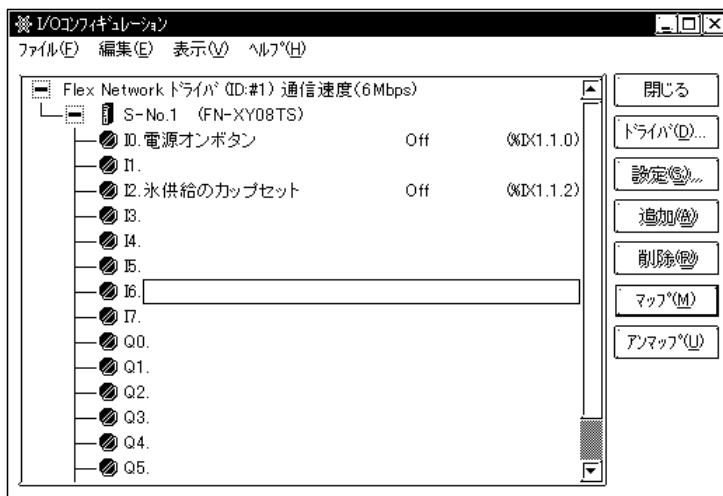 I/Oコンフィギュレーション
ファイル(F) 編集(E) 表示(V) ヘルプ(H)
Flex Network ドライバ (ID:#1) 通信速度(6Mbps)
S-No.1 (FN-XY08TS)
I0.電源オンボタン Off (%IX1.1.0)
I1.
I2.氷供給のカップセット Off (%IX1.1.2)
I3.
I4.
I5.
I6.
I7.
Q0.
Q1.
Q2.
Q3.
Q4.
Q5.
閉じる
ドライバ(D)...
設定(S)...
追加(A)
削除(R)
マップ(M)
アンマップ(U)